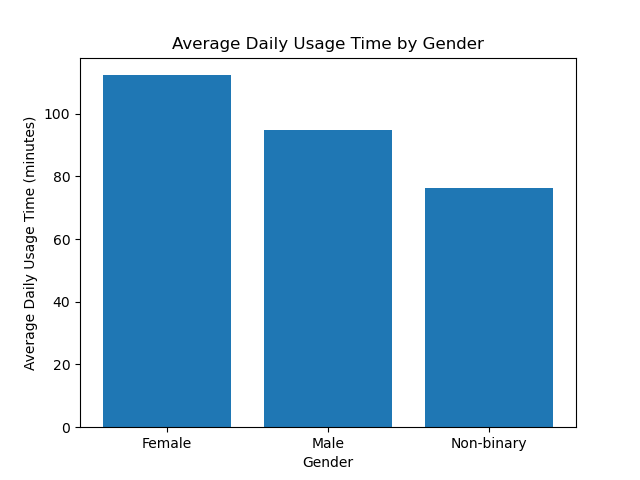 Average Daily Usage Time by Gender
Average Daily Usage Time (minutes)
100
80
60
40
20
0
Female Male Non-binary
Gender